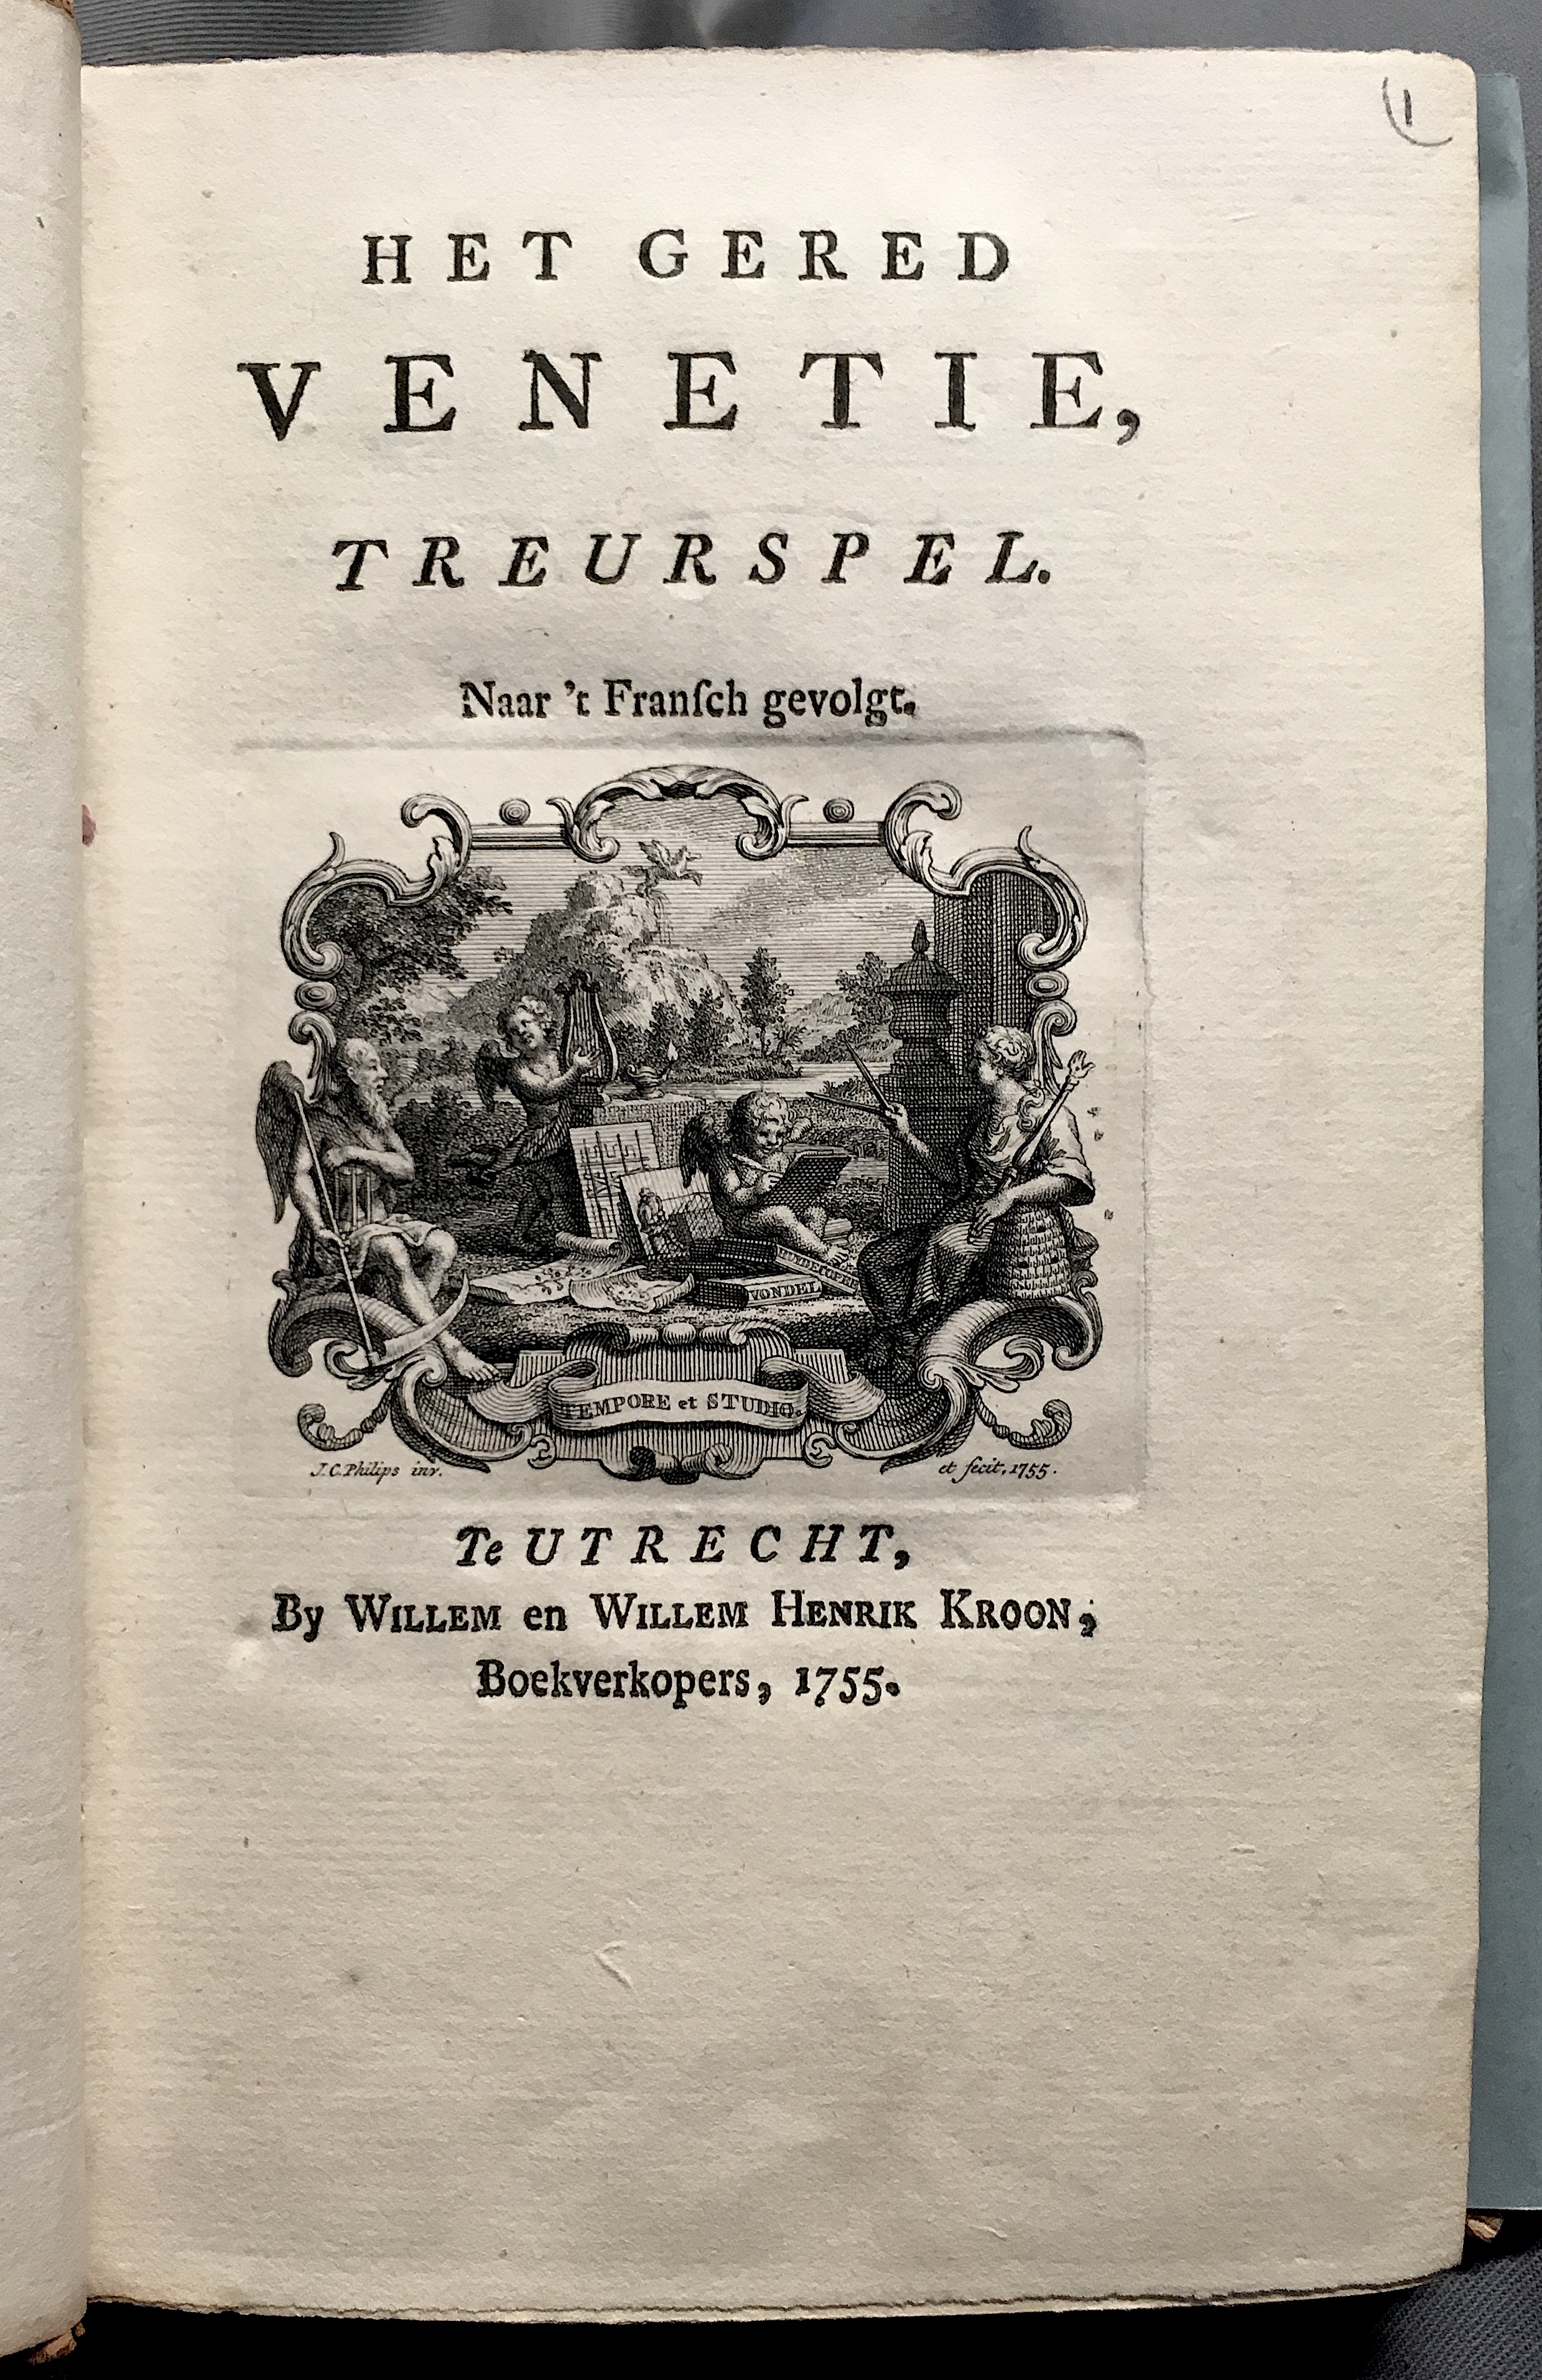 1
HET GERED
VENETIE,
TREURSPEL.
Naar 't Franſch gevolgt.
VONDEL
TEMPORE et STUDIO.
J.C.Philips inv.
et fecit, 1755.
Te UTRECHT,
By WILLEM en WILLEM HENRIK KROON,
Boekverkopers, 1755.